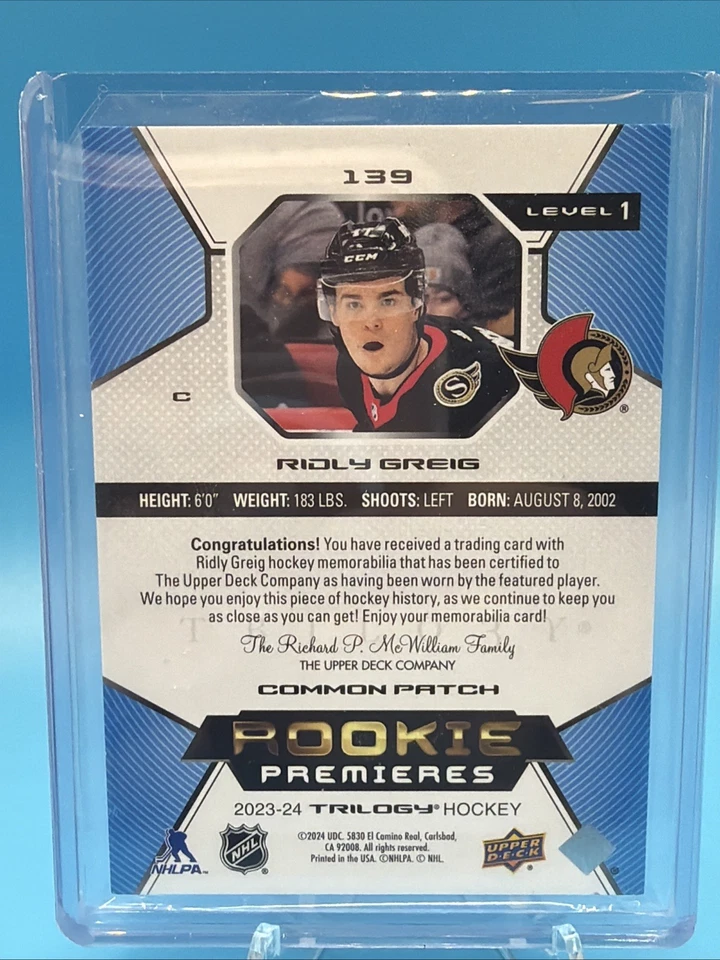 139
LEVEL 1
17
CCM
C
RIDLY GREIG
HEIGHT: 6'0" WEIGHT: 183 LBS. SHOOTS: LEFT BORN: AUGUST 8, 2002
Congratulations! You have received a trading card with
Ridly Greig hockey memorabilia that has been certified to
The Upper Deck Company as having been worn by the featured player.
We hope you enjoy this piece of hockey history, as we continue to keep you
as close as you can get! Enjoy your memorabilia card!
The Richard P. McWilliam Family
THE UPPER DECK COMPANY
COMMON PATCH
ROOKIE
PREMIERES
2023-24 TRILOGY® HOCKEY
©2024 UDC. 5830 El Camino Real, Carlsbad,
CA 92008. All rights reserved.
Printed in the USA. ©NHLPA. © NHL.
NHLPA™
NHL®
UPPER
DECK®